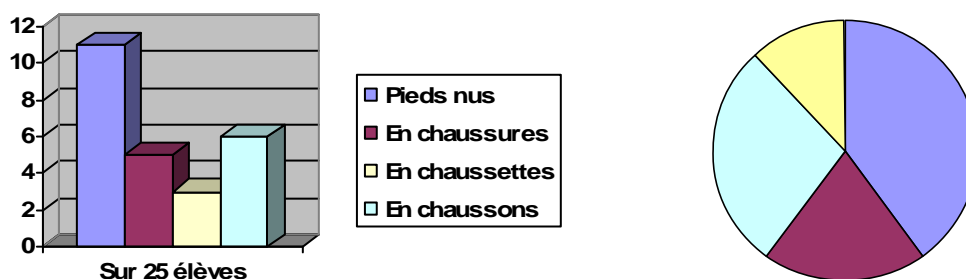 12
10
8
6
4
2
0
Sur 25 élèves
Pieds nus
En chaussures
En chaussettes
En chaussons